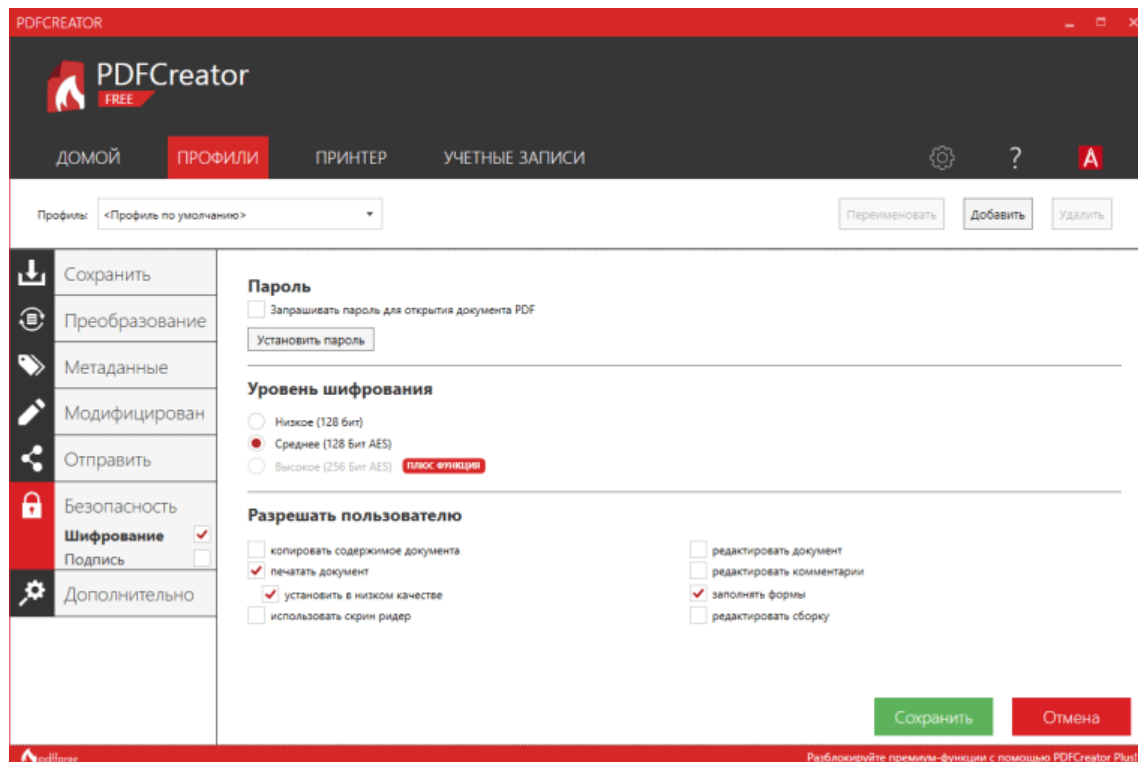 PDFCREATOR
PDFCreator
FREE
ДОМОЙ ПРОФИЛИ ПРИНТЕР УЧЕТНЫЕ ЗАПИСИ ?
Профиль: <Профиль по умолчанию> Переименовать Добавить Удалить
Сохранить
Преобразование
Метаданные
Модифицирован
Отправить
Безопасность
Шифрование
Подпись
Дополнительно
Пароль
Запрашивать пароль для открытия документа PDF
Установить пароль
Уровень шифрования
Низкое (128 бит)
Среднее (128 Бит AES)
Высокое (256 Бит AES) ПЛЮС ФУНКЦИЯ
Разрешать пользователю
копировать содержимое документа
печатать документ
установить в низком качестве
использовать скрин ридер
редактировать документ
редактировать комментарии
заполнять формы
редактировать сборку
Сохранить Отмена
pdfforge Разблокируйте премиум-функции с помощью PDFCreator Plus!